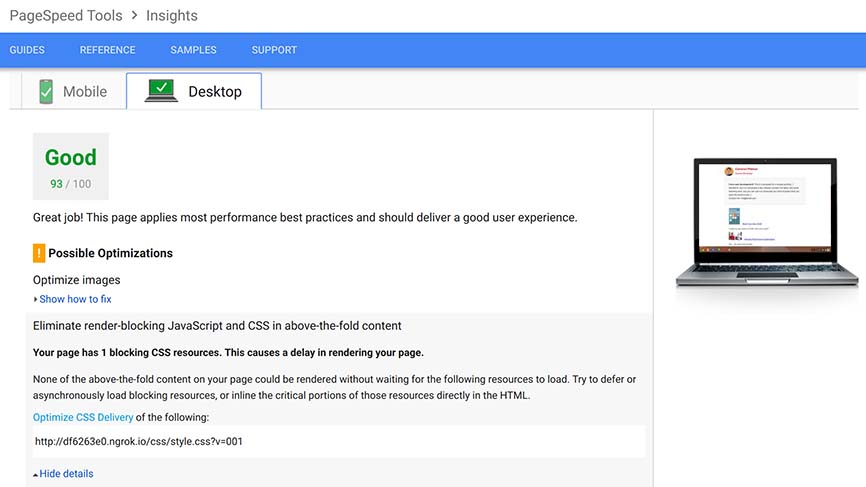 PageSpeed Tools > Insights
GUIDES REFERENCE SAMPLES SUPPORT
Mobile Desktop
Good
93 / 100
Great job! This page applies most performance best practices and should deliver a good user experience.
! Possible Optimizations
Optimize images
Show how to fix
Eliminate render-blocking JavaScript and CSS in above-the-fold content
Your page has 1 blocking CSS resources. This causes a delay in rendering your page.
None of the above-the-fold content on your page could be rendered without waiting for the following resources to load. Try to defer or
asynchronously load blocking resources, or inline the critical portions of those resources directly in the HTML.
Optimize CSS Delivery of the following:
http://df6263e0.ngrok.io/css/style.css?v=001
Hide details